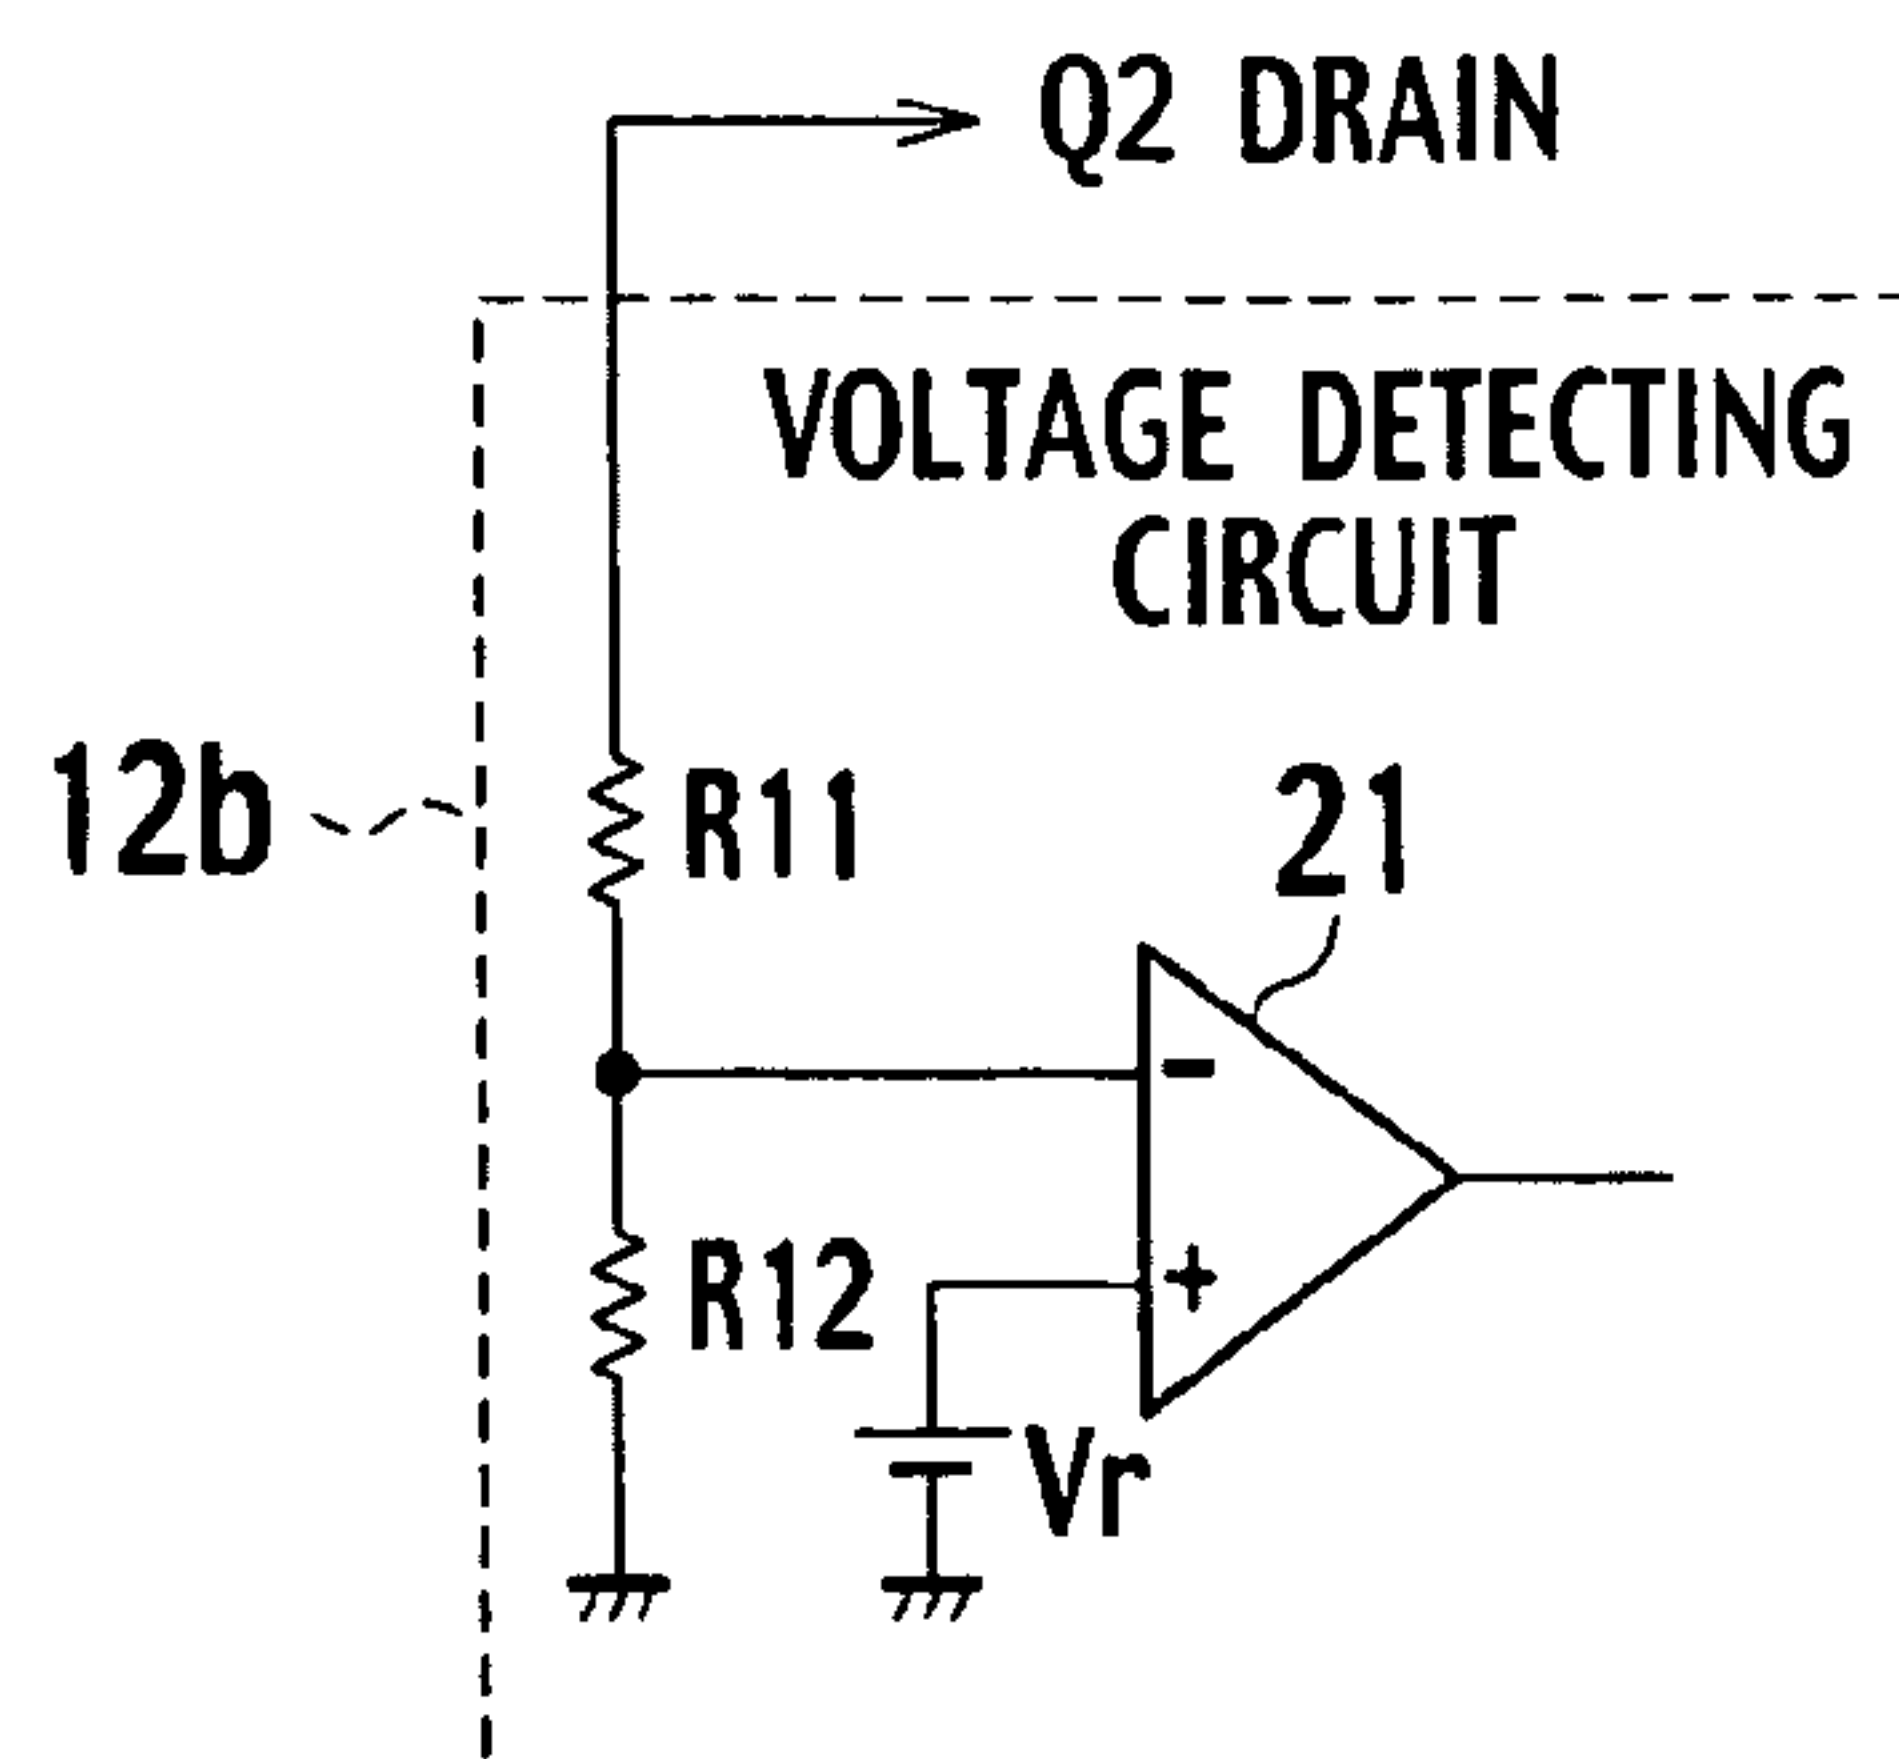 Q2 DRAIN
VOLTAGE DETECTING
CIRCUIT
12b
R11
21
-
R12
+
Vr